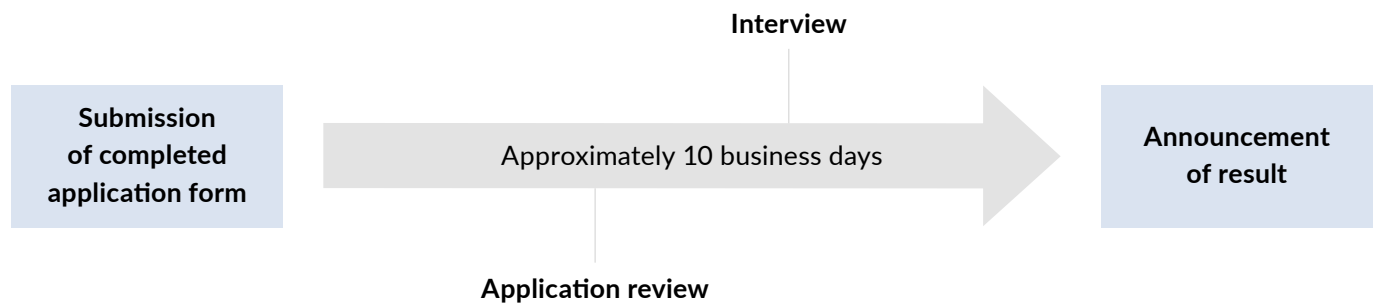 Interview
Submission
of completed
application form
Approximately 10 business days
Announcement
of result
Application review